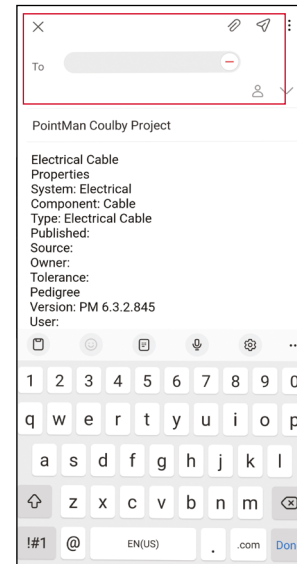 To
PointMan Coulby Project
Electrical Cable
Properties
System: Electrical
Component: Cable
Type: Electrical Cable
Published:
Source:
Owner:
Tolerance:
Pedigree
Version: PM 6.3.2.845
User:
1 2 3 4 5 6 7 8 9 0
q w e r t y u i o p
a s d f g h j k l
z x c v b n m
!#1 @ EN(US) . .com Don